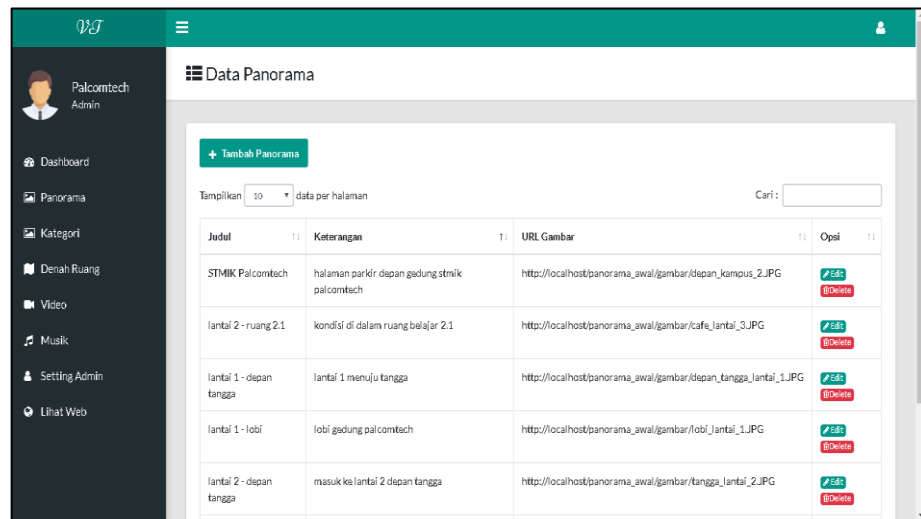 VT
Palcomtech
Admin
Dashboard
Panorama
Kategori
Denah Ruang
Video
Musik
Setting Admin
Lihat Web
Data Panorama
+ Tambah Panorama
Tampilkan 10 data per halaman
Cari :
Judul Keterangan URL Gambar Opsi
STMIK Palcomtech halaman parkir depan gedung stmik http://localhost/panorama_awal/gambar/depan_kampus_2.JPG Edit
palcomtech Delete
lantai 2 - ruang 2.1 kondisi di dalam ruang belajar 2.1 http://localhost/panorama_awal/gambar/cafe_lantai_3.JPG Edit
Delete
lantai 1 - depan lantai 1 menuju tangga http://localhost/panorama_awal/gambar/depan_tangga_lantai_1.JPG Edit
tangga Delete
lantai 1 - lobi lobi gedung palcomtech http://localhost/panorama_awal/gambar/lobi_lantai_1.JPG Edit
Delete
lantai 2 - depan masuk ke lantai 2 depan tangga http://localhost/panorama_awal/gambar/tangga_lantai_2.JPG Edit
tangga Delete